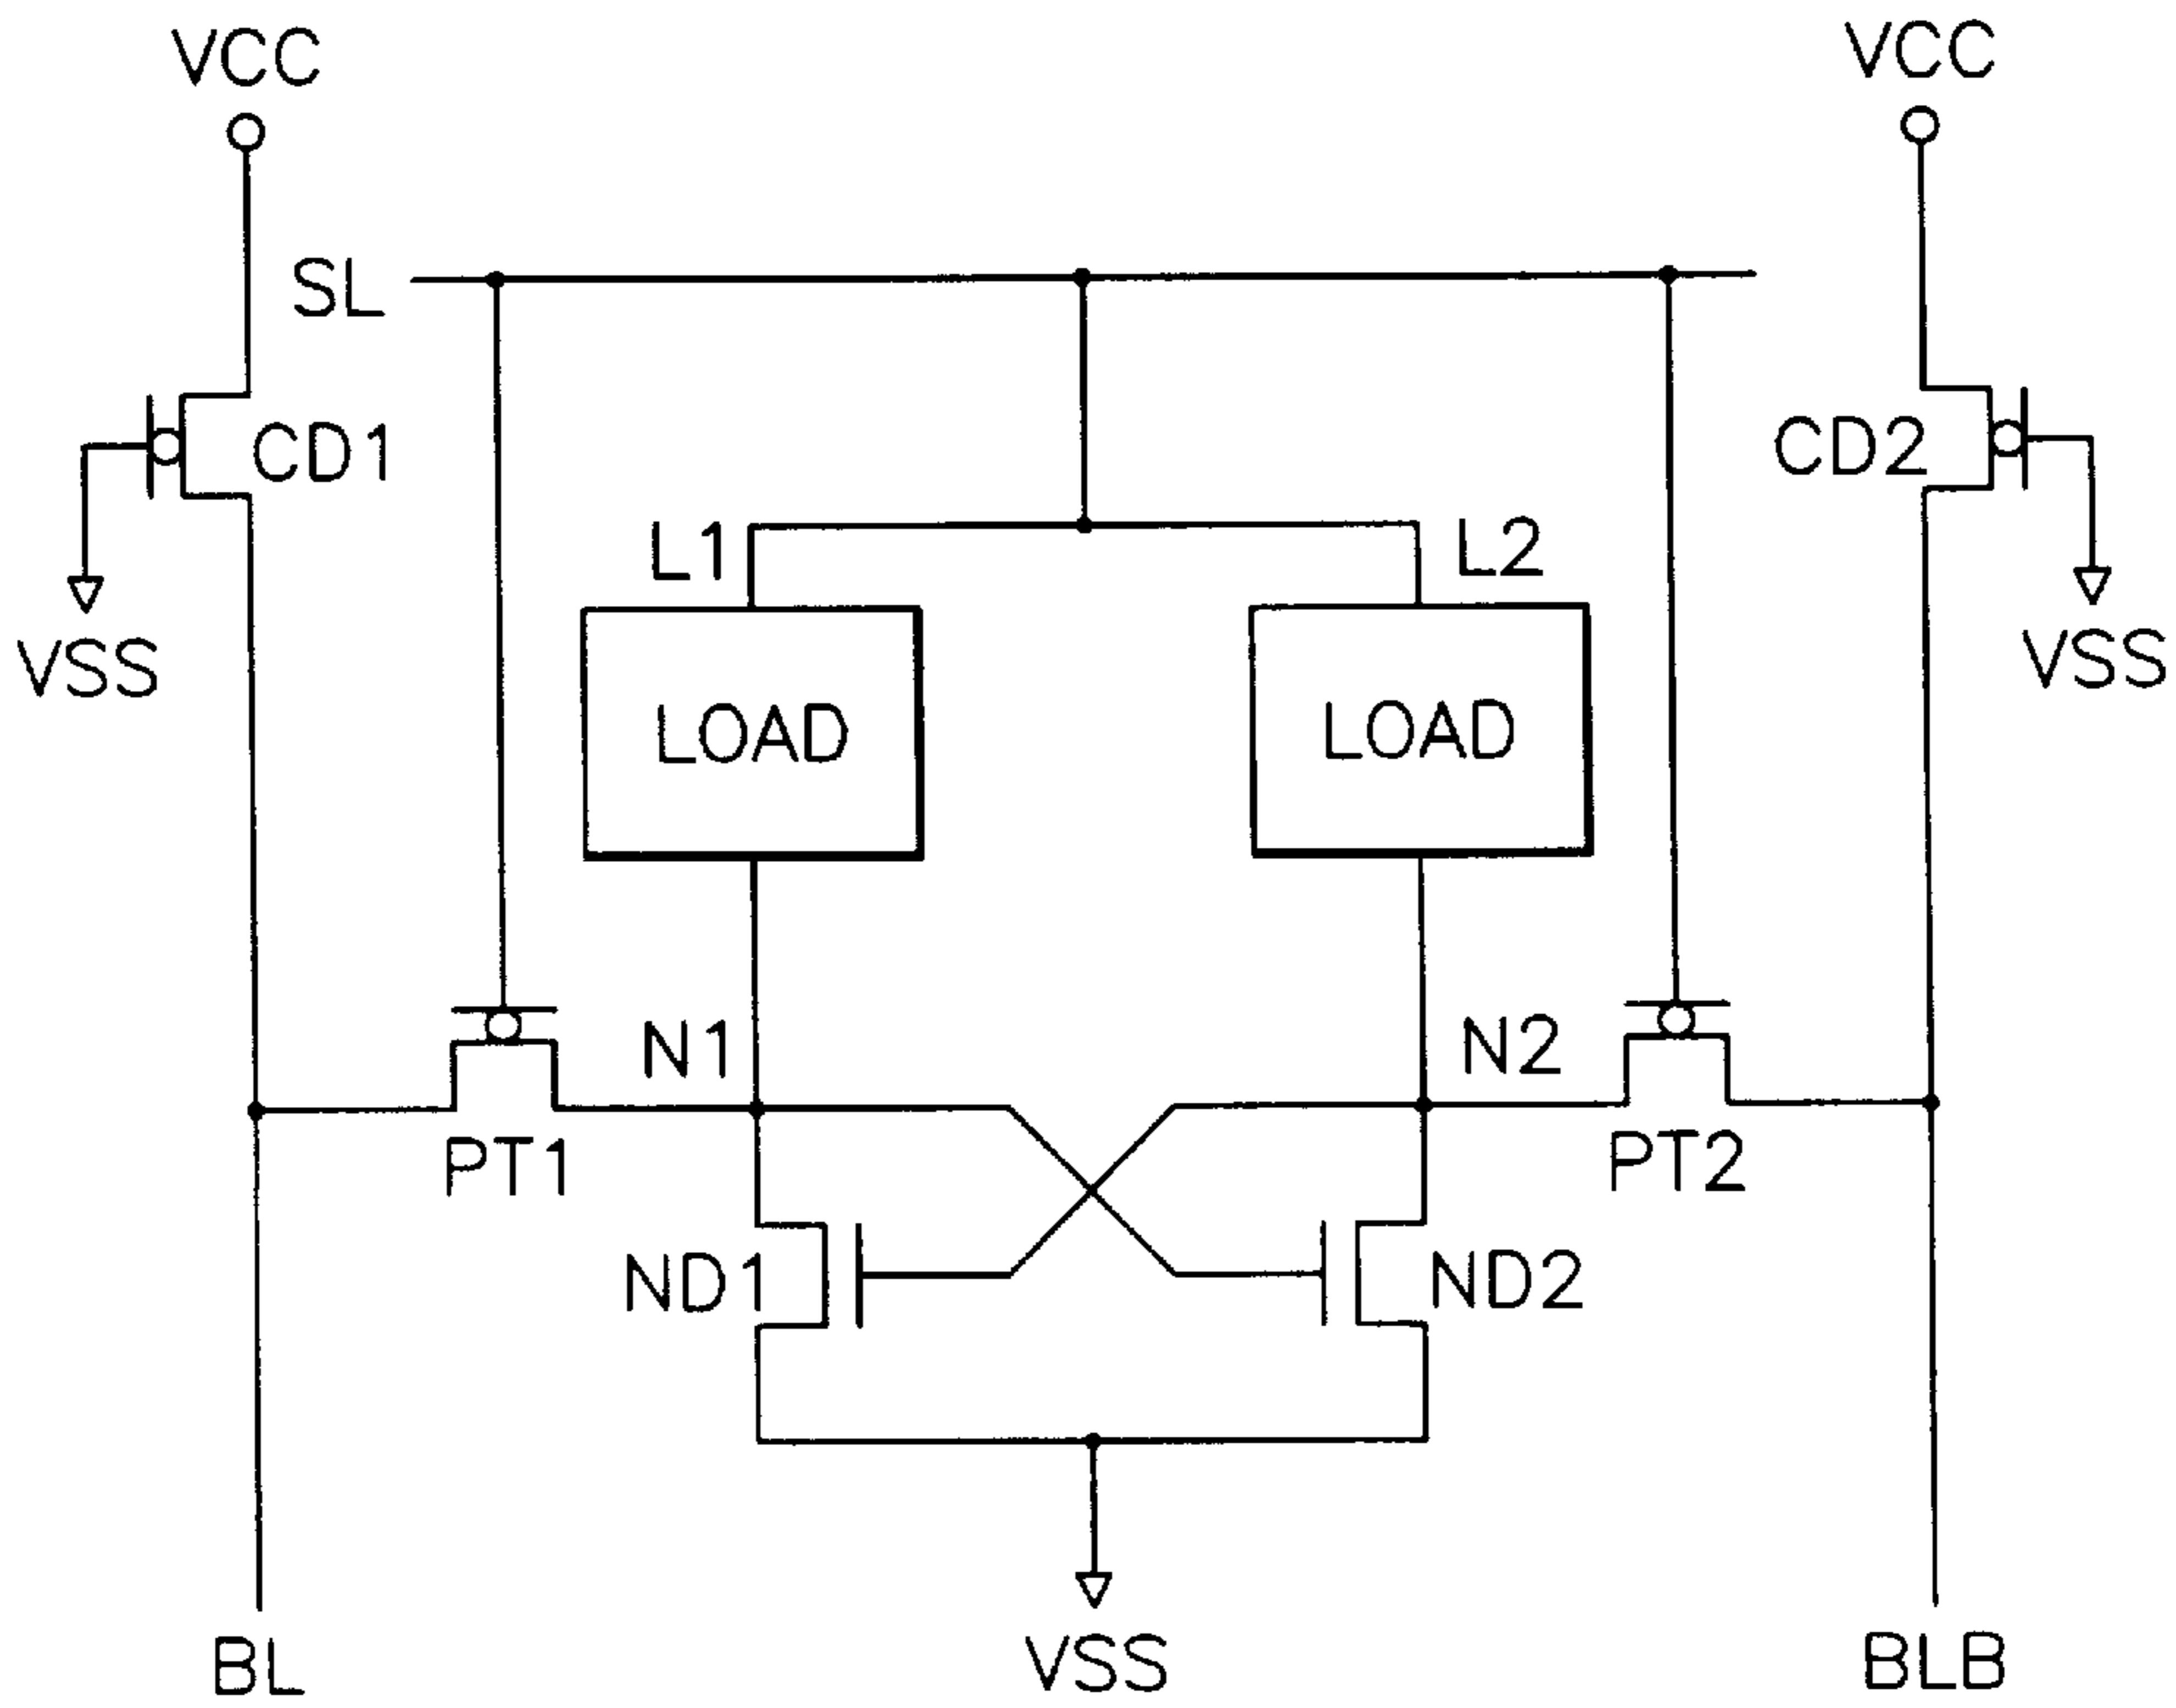 VCC
VCC
SL
CD1
CD2
L1
L2
VSS
VSS
LOAD
LOAD
N1
N2
PT1
PT2
ND1
ND2
BL
VSS
BLB